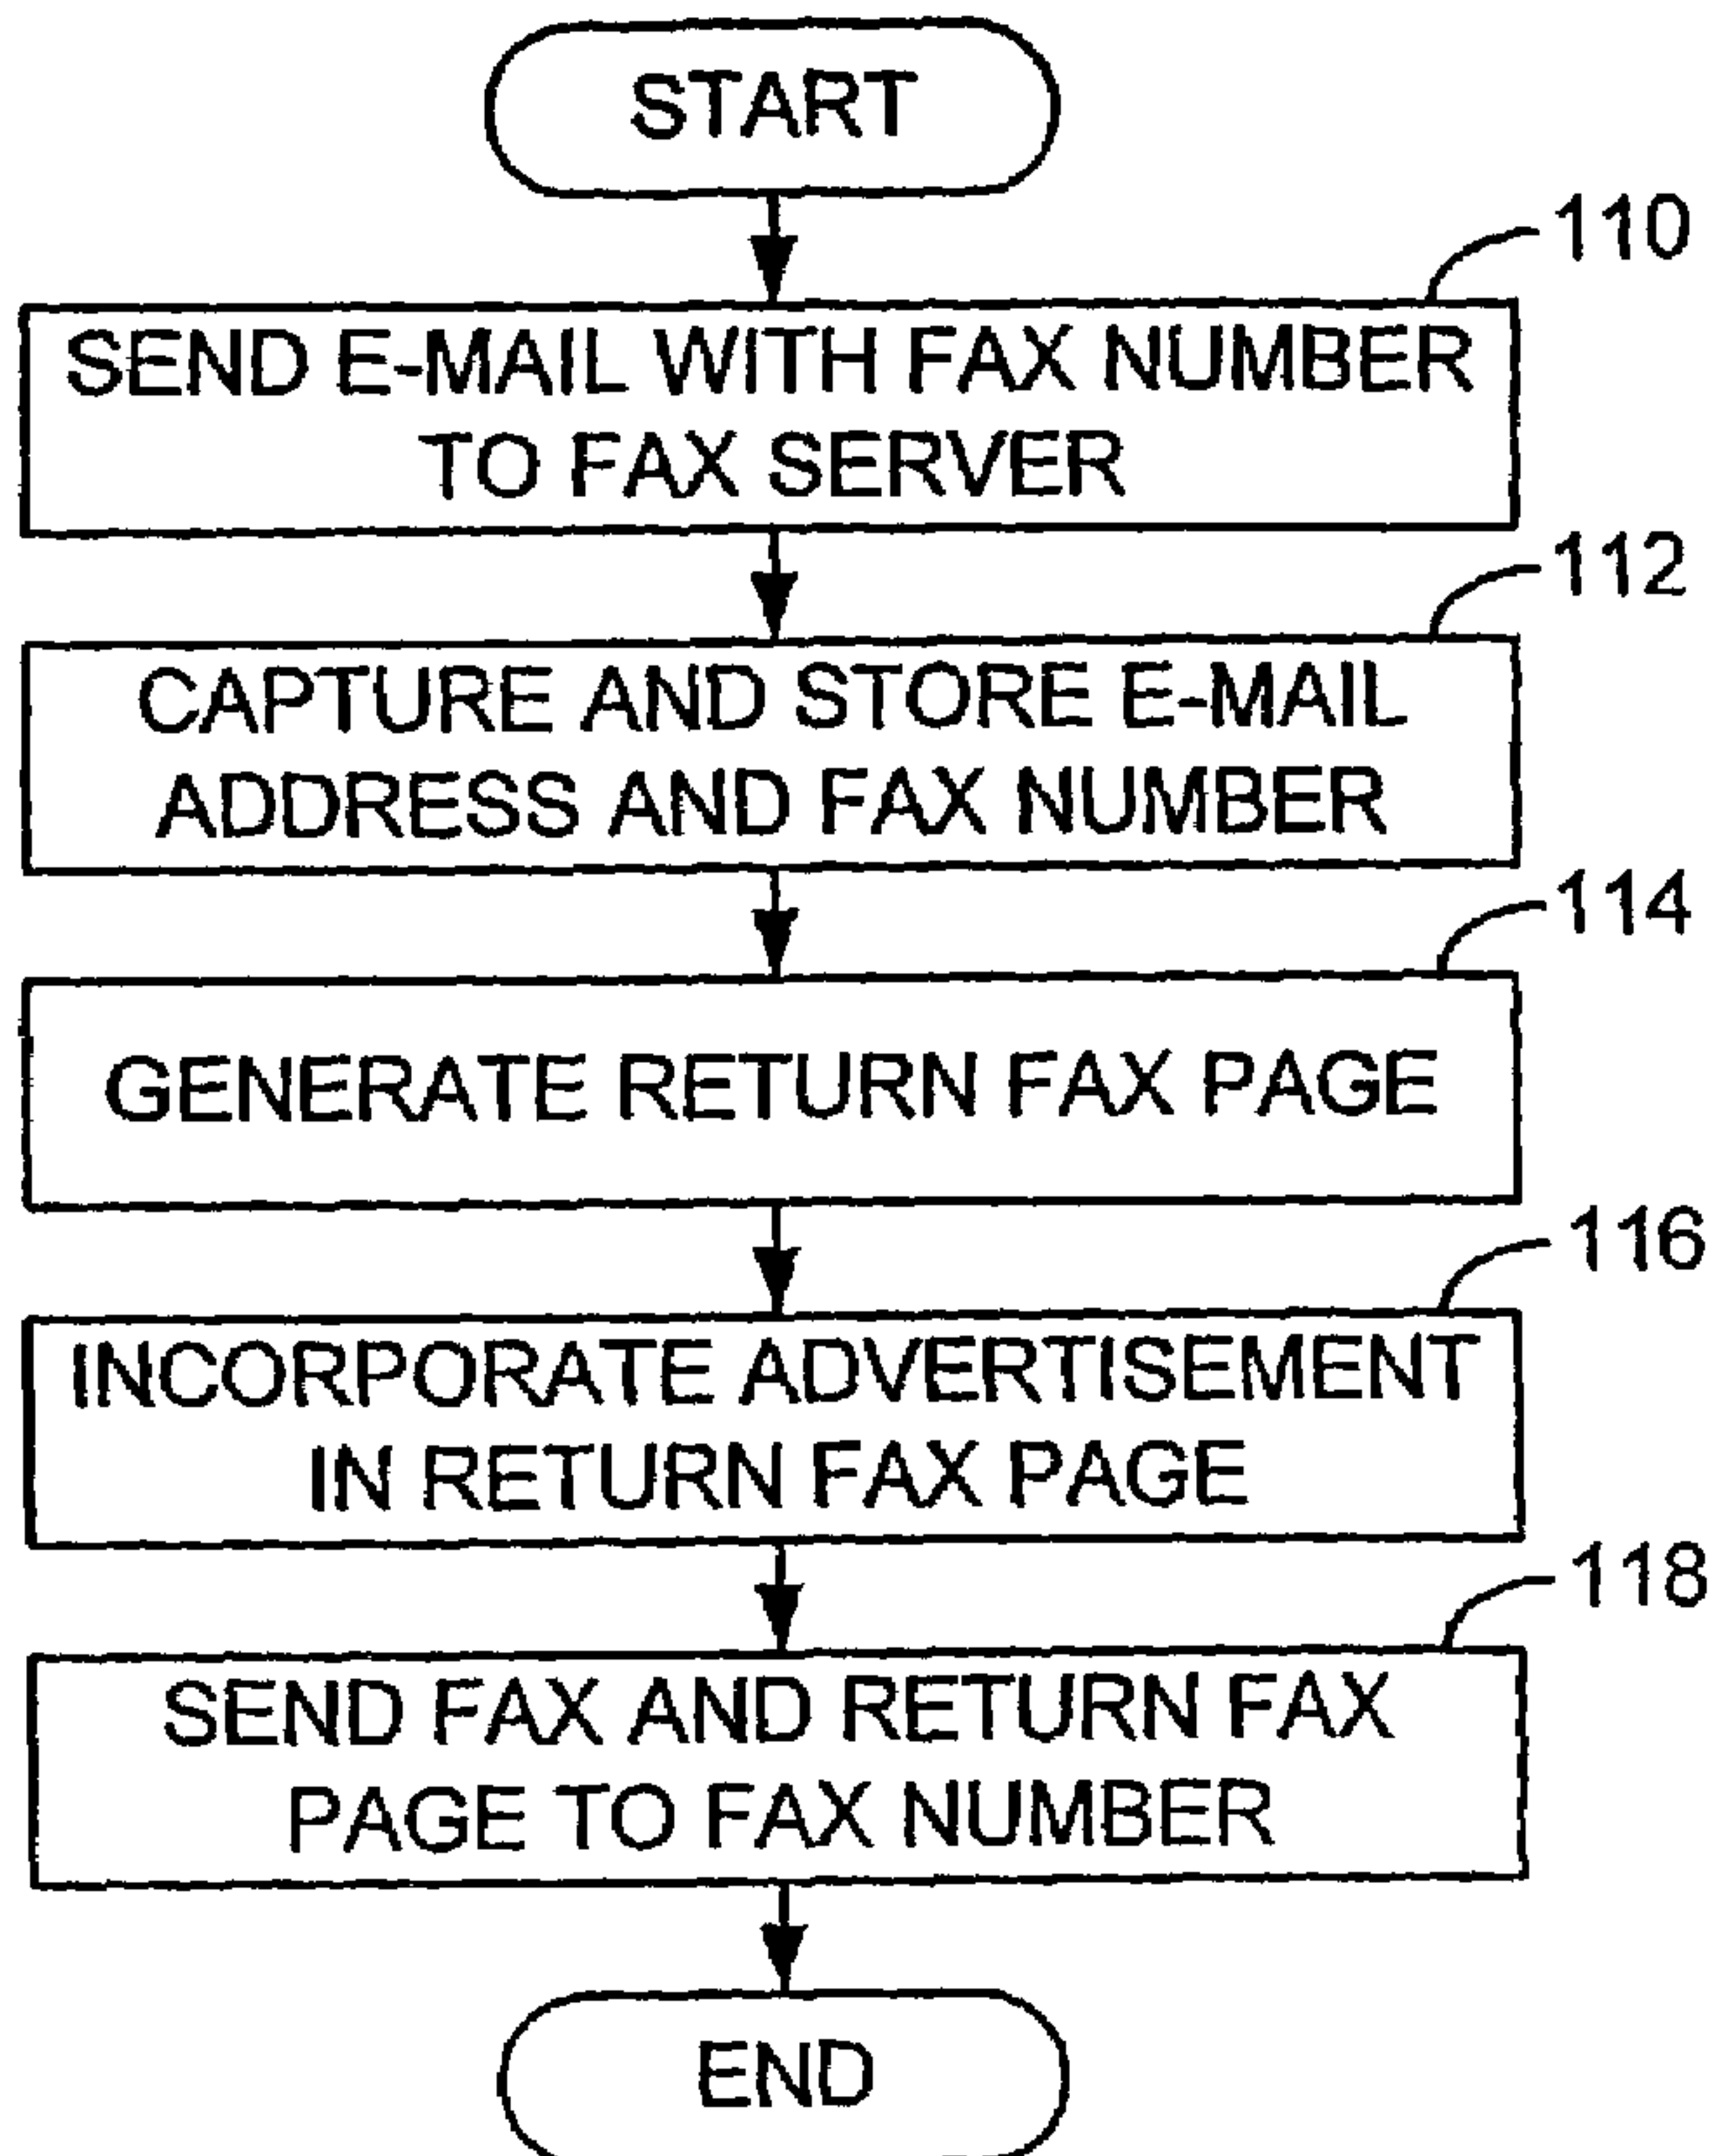 START
110
SEND E-MAIL WITH FAX NUMBER
TO FAX SERVER
112
CAPTURE AND STORE E-MAIL
ADDRESS AND FAX NUMBER
114
GENERATE RETURN FAX PAGE
116
INCORPORATE ADVERTISEMENT
IN RETURN FAX PAGE
118
SEND FAX AND RETURN FAX
PAGE TO FAX NUMBER
END